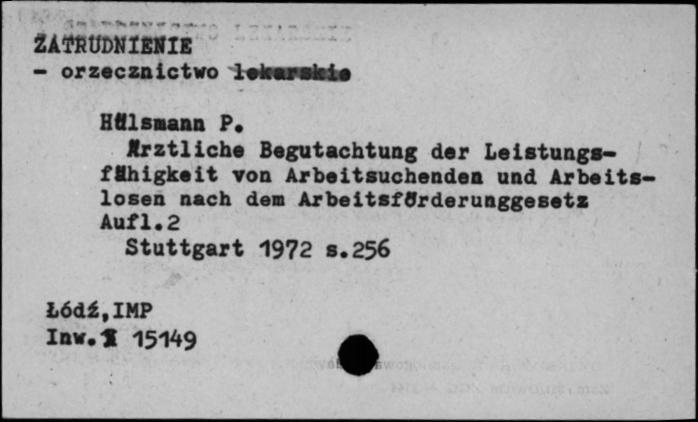 ZATRUDNIENIE
- orzecznictwo lekarskie
Hülsmann P.
Ärztliche Begutachtung der Leistungs-
fähigkeit von Arbeitsuchenden und Arbeits-
losen nach dem Arbeitsförderunggesetz
Aufl.2
Stuttgart 1972 s.256
Łódź,IMP
Inw. 15149